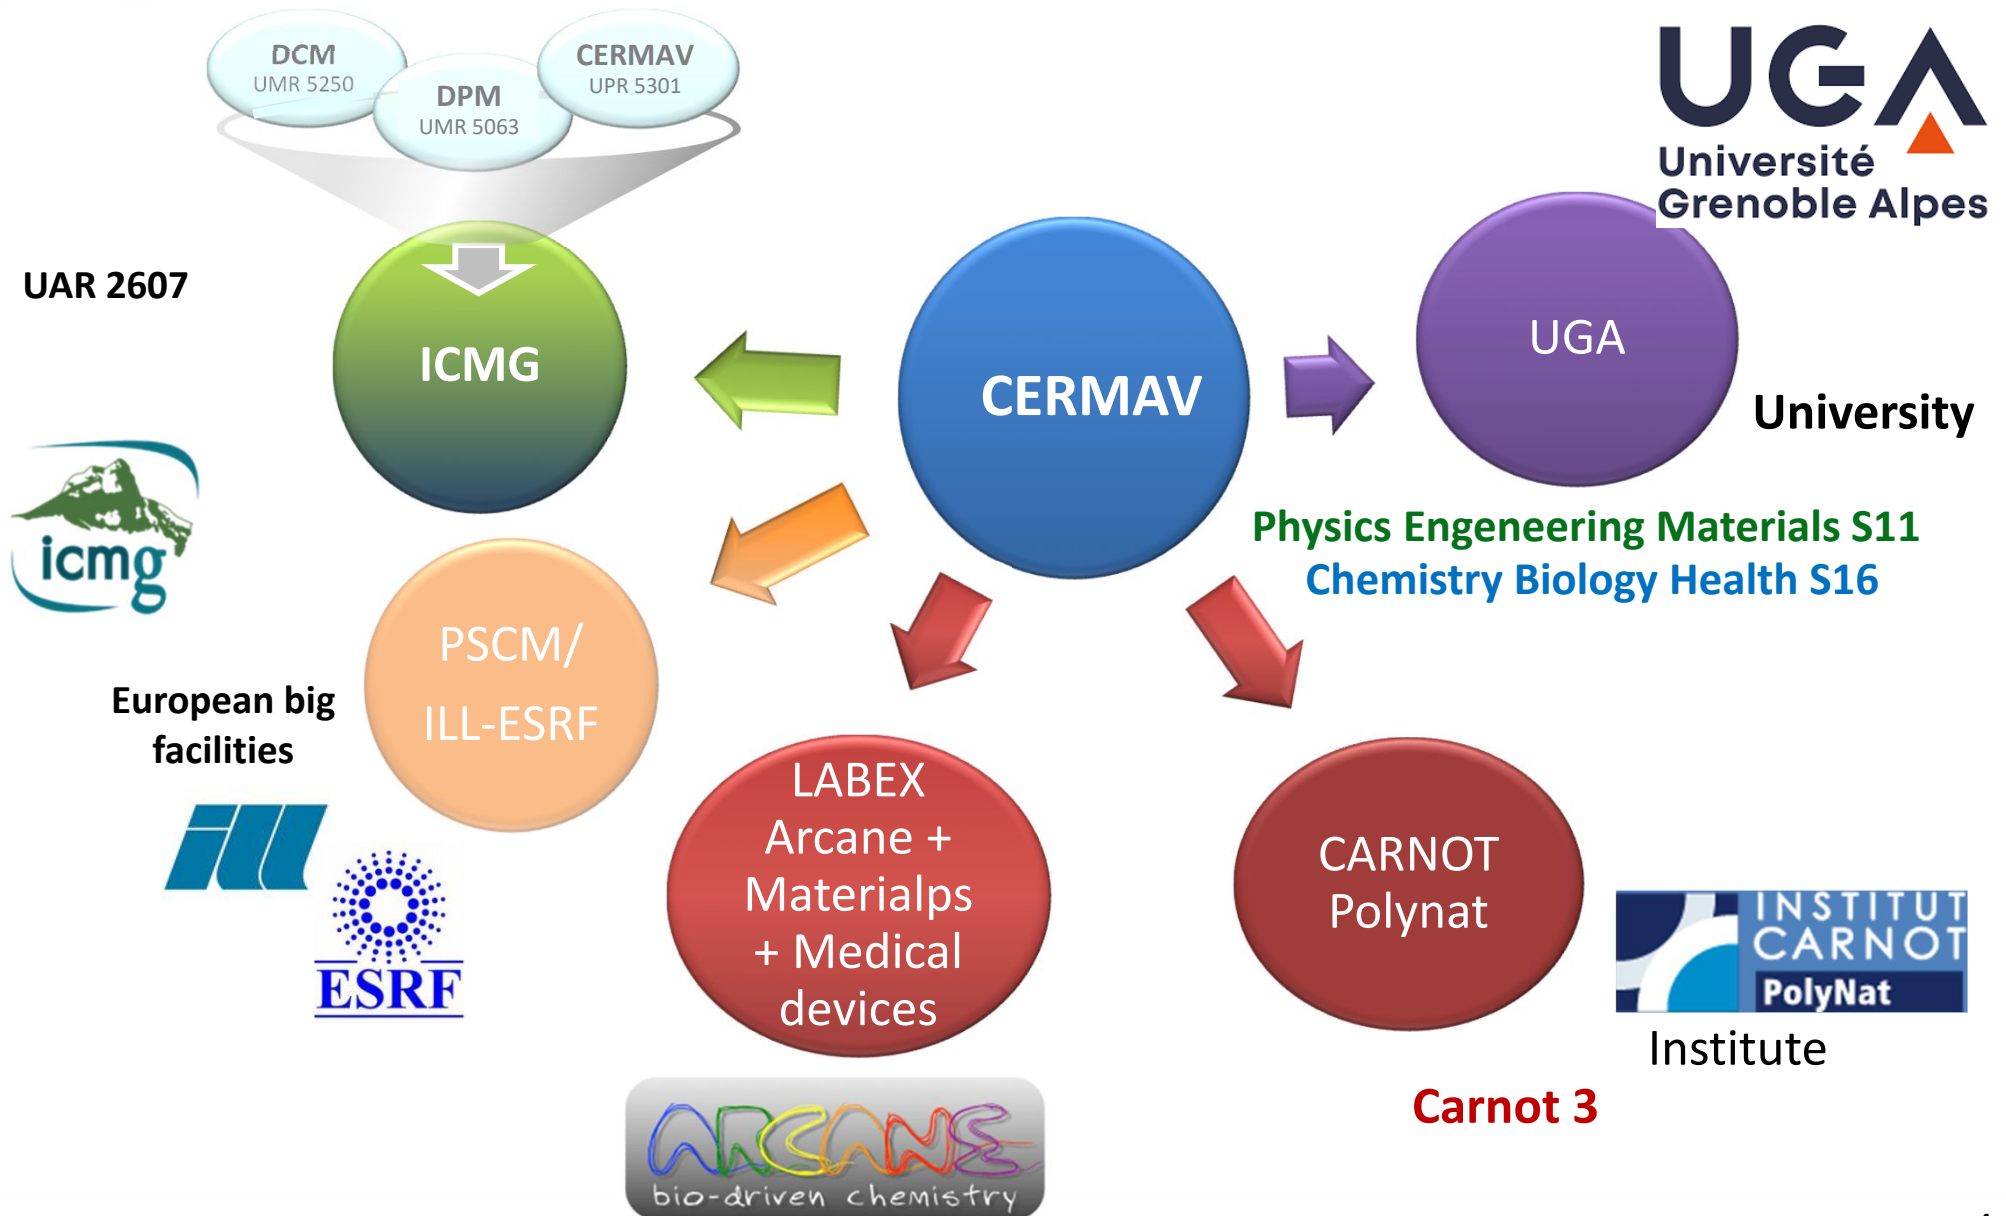 DCM
UMR 5250
DPM
UMR 5063
CERMAV
UPR 5301
UGA
Université
Grenoble Alpes
UAR 2607
ICMG
CERMAV
UGA
University
icmg
Physics Engeneering Materials S11
Chemistry Biology Health S16
PSCM/
ILL-ESRF
European big
facilities
ill
ESRF
LABEX
Arcane +
Materialps
+ Medical
devices
CARNOT
Polynat
INSTITUT
CARNOT
PolyNat
Institute
Carnot 3
ARCANE
bio-driven chemistry